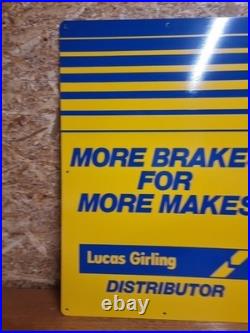 MORE BRAKE
FOR
MORE MAKES
Lucas Girling
DISTRIBUTOR